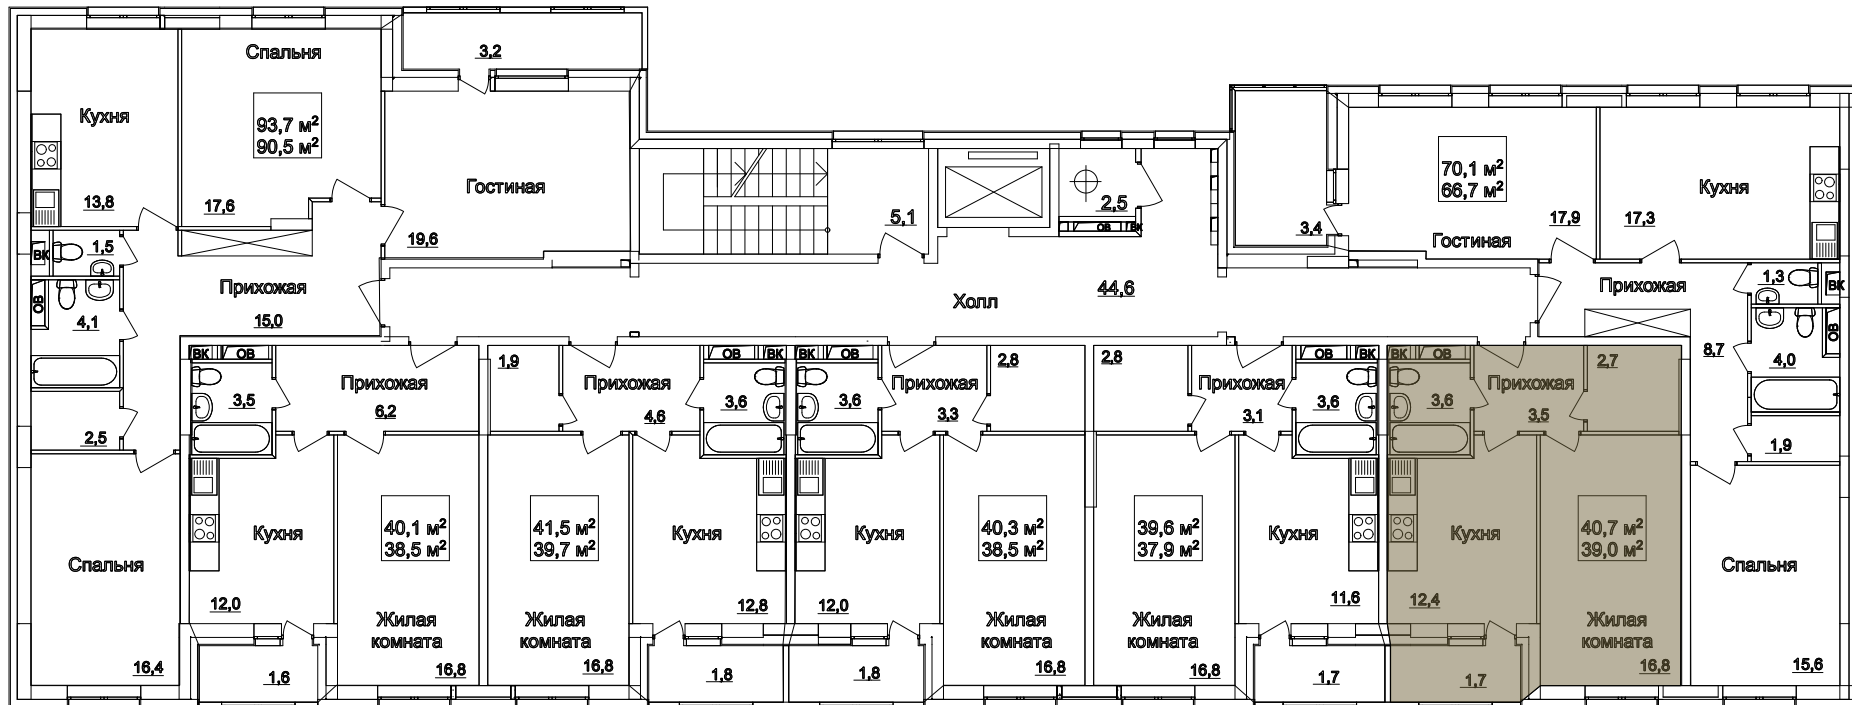 Спальня
3,2
Кухня
93,7 м²
90,5 м²
13,8
17,6
Гостиная
19,6
5,1
2,5
ОВ
ВК
3,4
70,1 м²
66,7 м²
17,9
Гостиная
Кухня
17,3
ВК
1,5
ОВ
4,1
Прихожая
15,0
Холл
44,6
Прихожая
1,3
ВК
ОВ
4,0
8,7
2,5
1,9
ВК
ОВ
3,5
Прихожая
6,2
1,9
Прихожая
4,6
ОВ
ВК
3,6
ВК
ОВ
3,6
Прихожая
3,3
2,8
2,8
Прихожая
3,1
ОВ
ВК
3,6
ВК
ОВ
3,6
Прихожая
3,5
2,7
Спальня
16,4
Кухня
12,0
40,1 м²
38,5 м²
Жилая
комната
16,8
1,6
41,5 м²
39,7 м²
Жилая
комната
16,8
Кухня
12,8
1,8
Кухня
12,0
1,8
40,3 м²
38,5 м²
Жилая
комната
16,8
39,6 м²
37,9 м²
Жилая
комната
16,8
Кухня
11,6
1,7
Кухня
12,4
1,7
40,7 м²
39,0 м²
Жилая
комната
16,8
Спальня
15,6